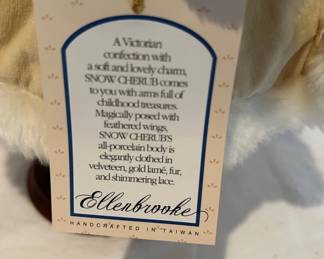 A Victorian
confection with
a soft and lovely charm,
SNOW CHERUB comes
to you with arms full of
childhood treasures.
Magically posed with
feathered wings,
SNOW CHERUB'S
all-porcelain body is
elegantly clothed in
velveteen, gold lamé, fur,
and shimmering lace.
Ellenbrooke
HANDCRAFTED IN TAIWAN